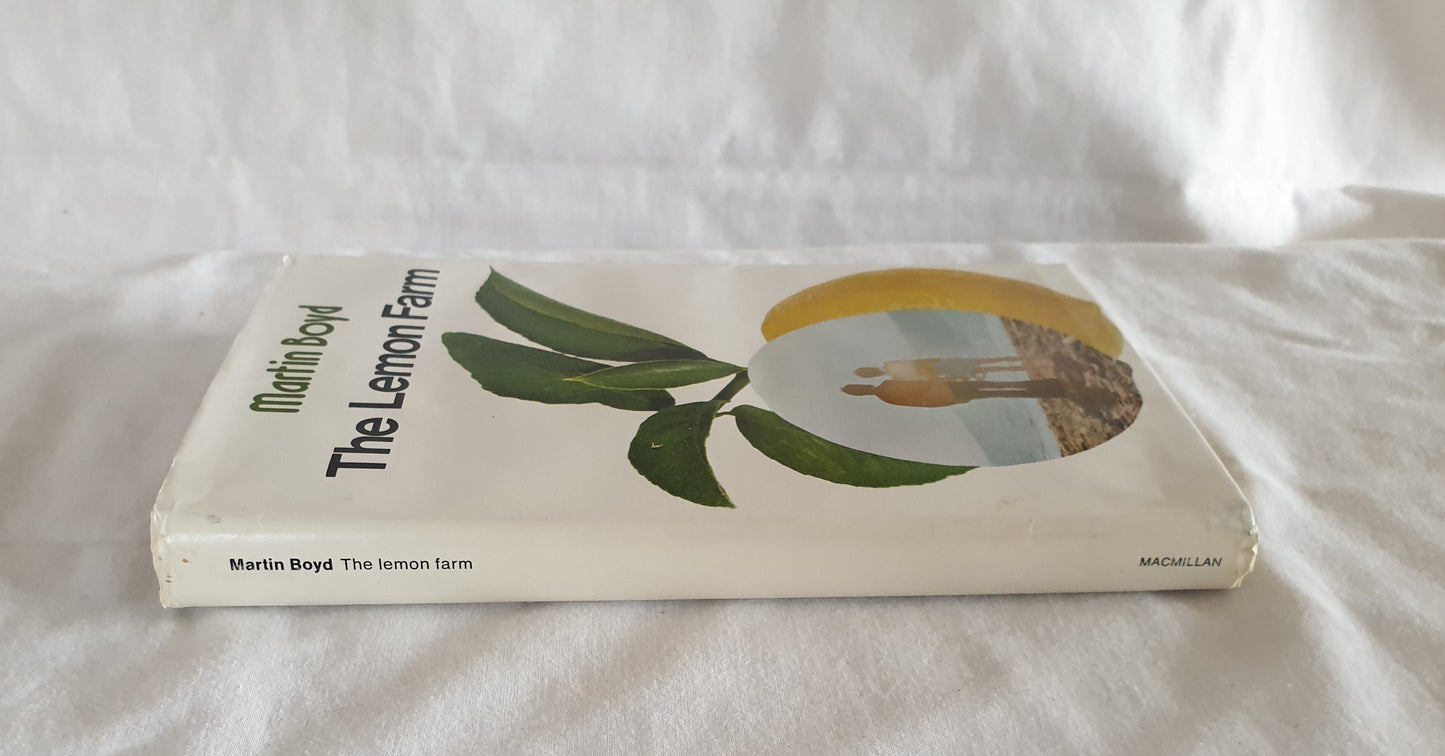 Martin Boyd
The Lemon Farm
Martin Boyd The lemon farm
MACMILLAN